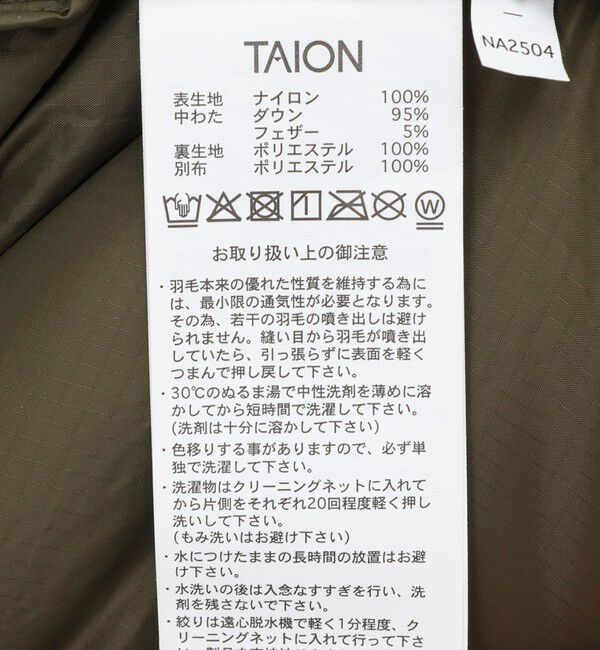 TAION
NA2504
表生地 ナイロン 100%
中わた ダウン 95%
フェザー 5%
裏生地 ポリエステル 100%
別布 ポリエステル 100%
W
お取り扱い上の御注意
・羽毛本来の優れた性質を維持する為に
は、最小限の通気性が必要となります。
その為、若干の羽毛の噴き出しは避け
られません。縫い目から羽毛が噴き出
していたら、引っ張らずに表面を軽く
つまんで押し戻して下さい。
・30℃のぬるま湯で中性洗剤を薄めに溶
かしてから短時間で洗濯して下さい。
(洗剤は十分に溶かして下さい)
・色移りする事がありますので、必ず単
独で洗濯して下さい。
・洗濯物はクリーニングネットに入れて
から片側をそれぞれ20回程度軽く押し
洗いして下さい。
(もみ洗いはお避け下さい)
・水につけたままの長時間の放置はお避
け下さい。
・水洗いの後は入念なすすぎを行い、洗
剤を残さないで下さい。
・絞りは遠心脱水機で軽く1分程度、ク
リーニングネットに入れて行って下さ